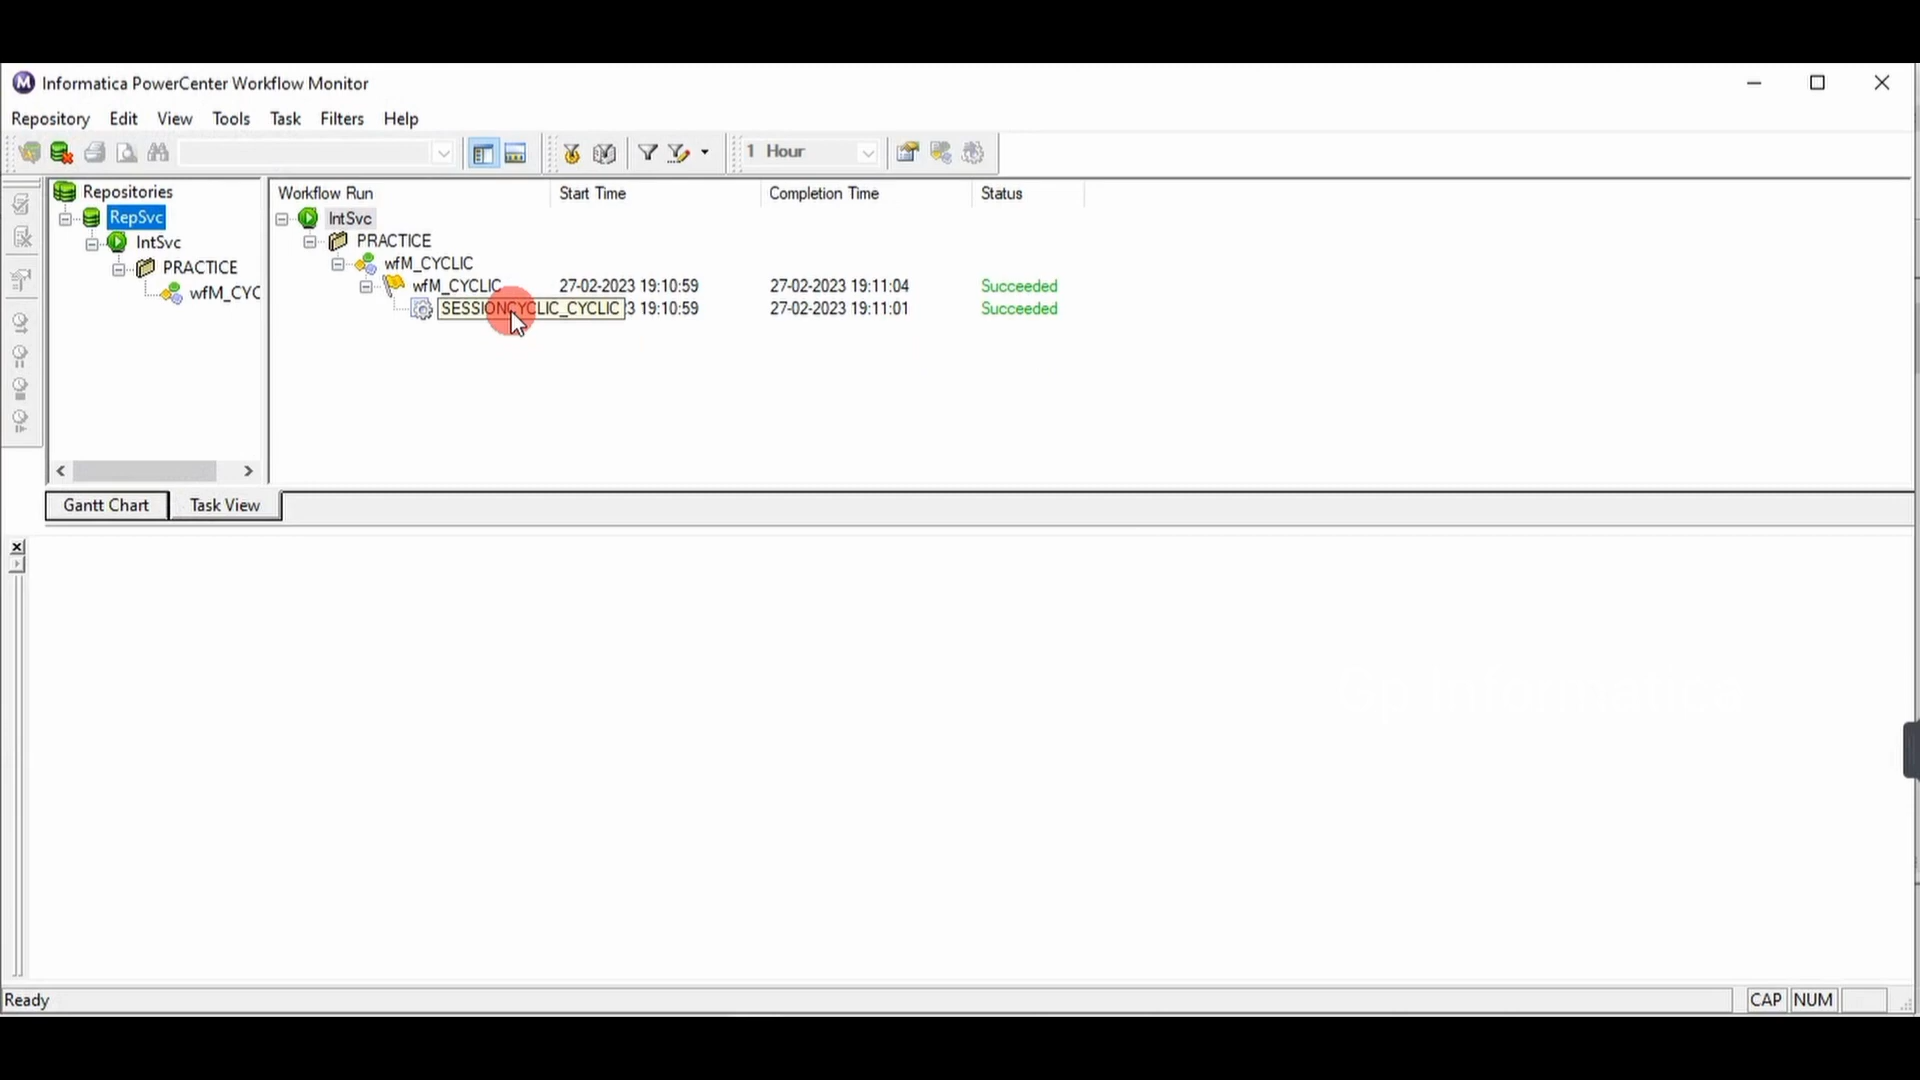 Informatica PowerCenter Workflow Monitor
Repository Edit View Tools Task Filters Help
1 Hour
Repositories
RepSvc
IntSvc
PRACTICE
wfM_CYC
Workflow Run Start Time Completion Time Status
IntSvc
PRACTICE
wfM_CYCLIC
wfM_CYCLIC 27-02-2023 19:10:59 27-02-2023 19:11:04 Succeeded
SESSIONCYCLIC_CYCLIC 3 19:10:59 27-02-2023 19:11:01 Succeeded
Gantt Chart Task View
Gp Informatica
Ready CAP NUM